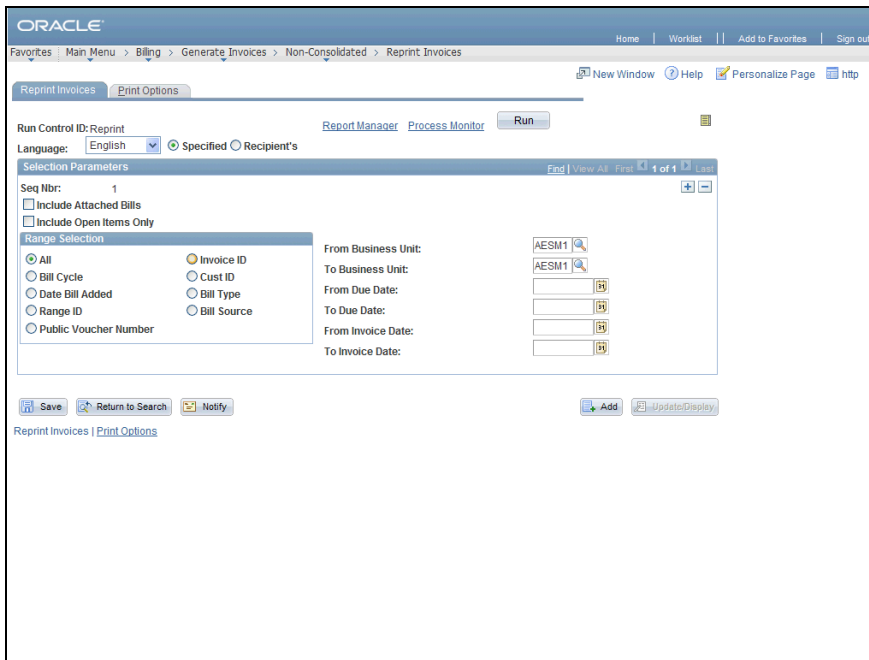 ORACLE
Home | Worklist || Add to Favorites | Sign out
Favorites Main Menu > Billing > Generate Invoices > Non-Consolidated > Reprint Invoices
New Window Help Personalize Page http
Reprint Invoices Print Options
Run Control ID: Reprint Report Manager Process Monitor Run
Language: English Specified Recipient's
Selection Parameters Find | View All First 1 of 1 Last
Seq Nbr: 1
Include Attached Bills
Include Open Items Only
Range Selection
All Invoice ID
Bill Cycle Cust ID
Date Bill Added Bill Type
Range ID Bill Source
Public Voucher Number
From Business Unit: AESM1
To Business Unit: AESM1
From Due Date:
To Due Date:
From Invoice Date:
To Invoice Date:
Save Return to Search Notify Add Update/Display
Reprint Invoices | Print Options